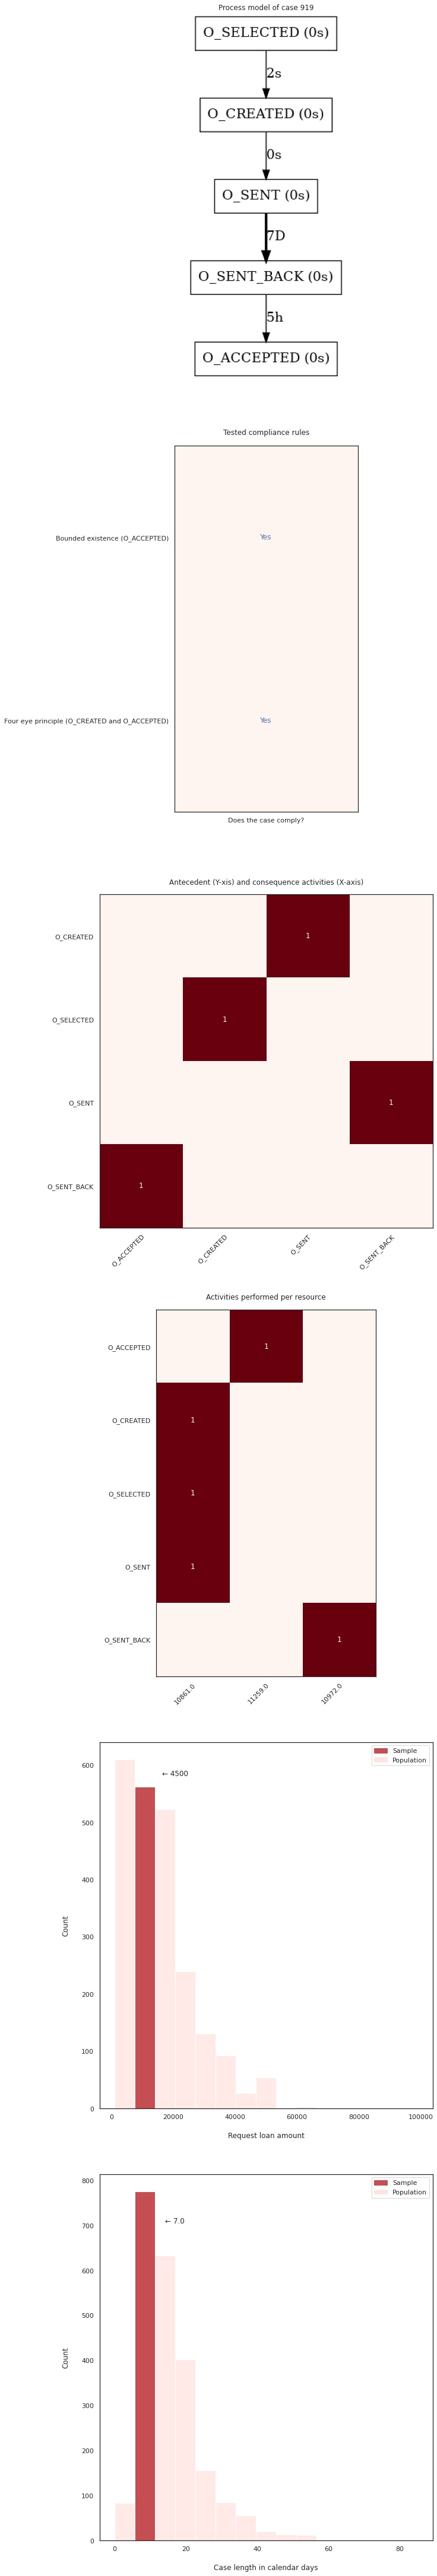 Process model of case 919
O_SELECTED (0s)
2s
O_CREATED (0s)
0s
O_SENT (0s)
7D
O_SENT_BACK (0s)
5h
O_ACCEPTED (0s)
Tested compliance rules
Bounded existence (O_ACCEPTED)
Yes
Four eye principle (O_CREATED and O_ACCEPTED)
Yes
Does the case comply?
Antecedent (Y-xis) and consequence activities (X-axis)
O_CREATED
1
O_SELECTED
1
O_SENT
1
O_SENT_BACK
1
O_ACCEPTED
O_CREATED
O_SENT
O_SENT_BACK
Activities performed per resource
O_ACCEPTED
1
O_CREATED
1
O_SELECTED
1
O_SENT
1
O_SENT_BACK
1
10861.0
11259.0
10972.0
Sample
Population
← 4500
600
500
400
300
200
100
0
Count
0
20000
40000
60000
80000
100000
Request loan amount
Sample
Population
← 7.0
800
700
600
500
400
300
200
100
0
Count
0
20
40
60
80
Case length in calendar days